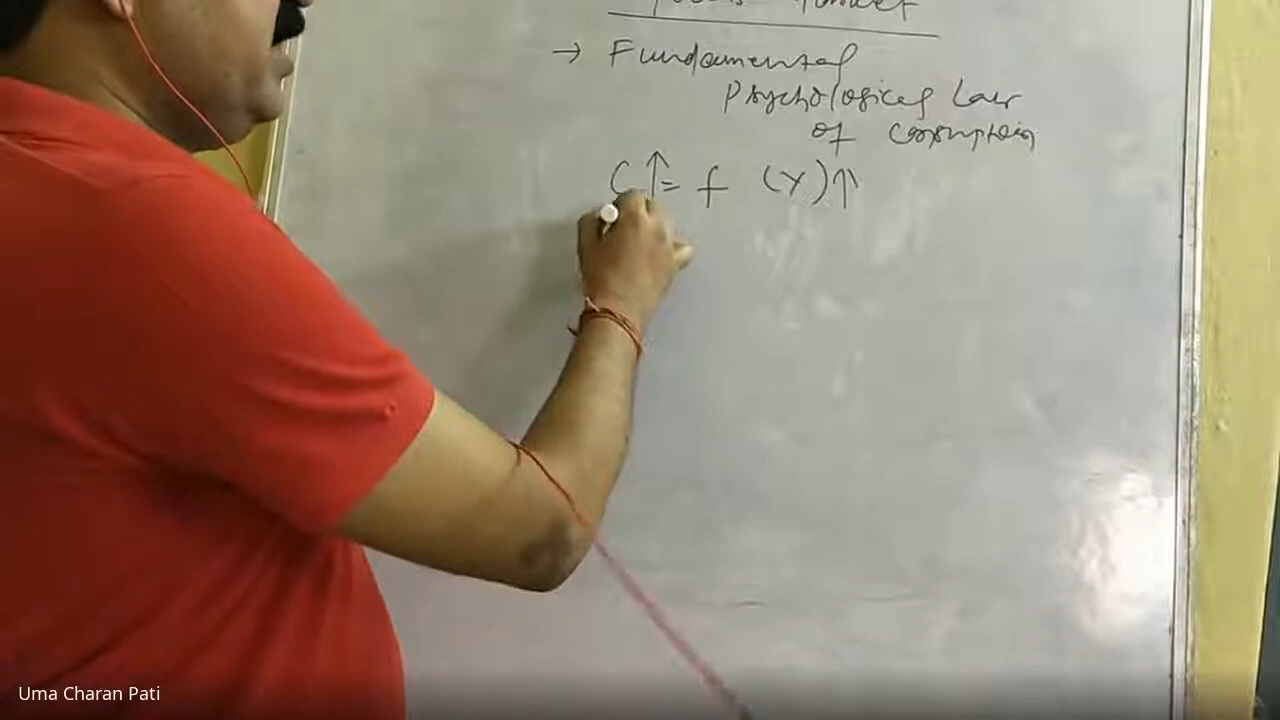 → Fundamental
Psychological Law
of consumption
C ↑ = f (Y) ↑
Uma Charan Pati